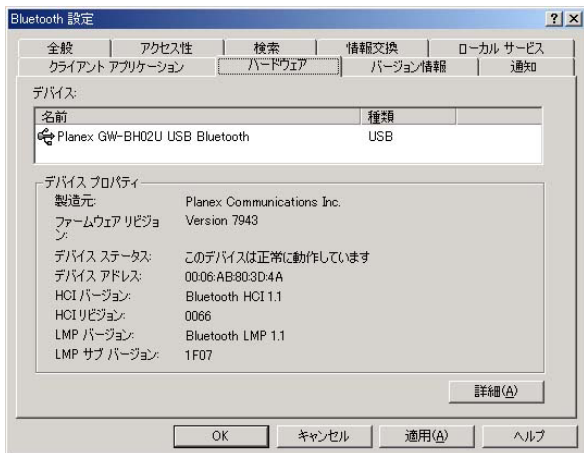 Bluetooth 設定
全般 アクセス性 検索 情報交換 ローカル サービス
クライアント アプリケーション ハードウェア バージョン情報 通知
デバイス:
名前 種類
Planex GW-BH02U USB Bluetooth USB
デバイス プロパティ
製造元: Planex Communications Inc.
ファームウェア リビジョン: Version 7943
デバイス ステータス: このデバイスは正常に動作しています
デバイス アドレス: 00:06:AB:80:3D:4A
HCI バージョン: Bluetooth HCI 1.1
HCI リビジョン: 0066
LMP バージョン: Bluetooth LMP 1.1
LMP サブ バージョン: 1F07
詳細(A)
OK キャンセル 適用(A) ヘルプ